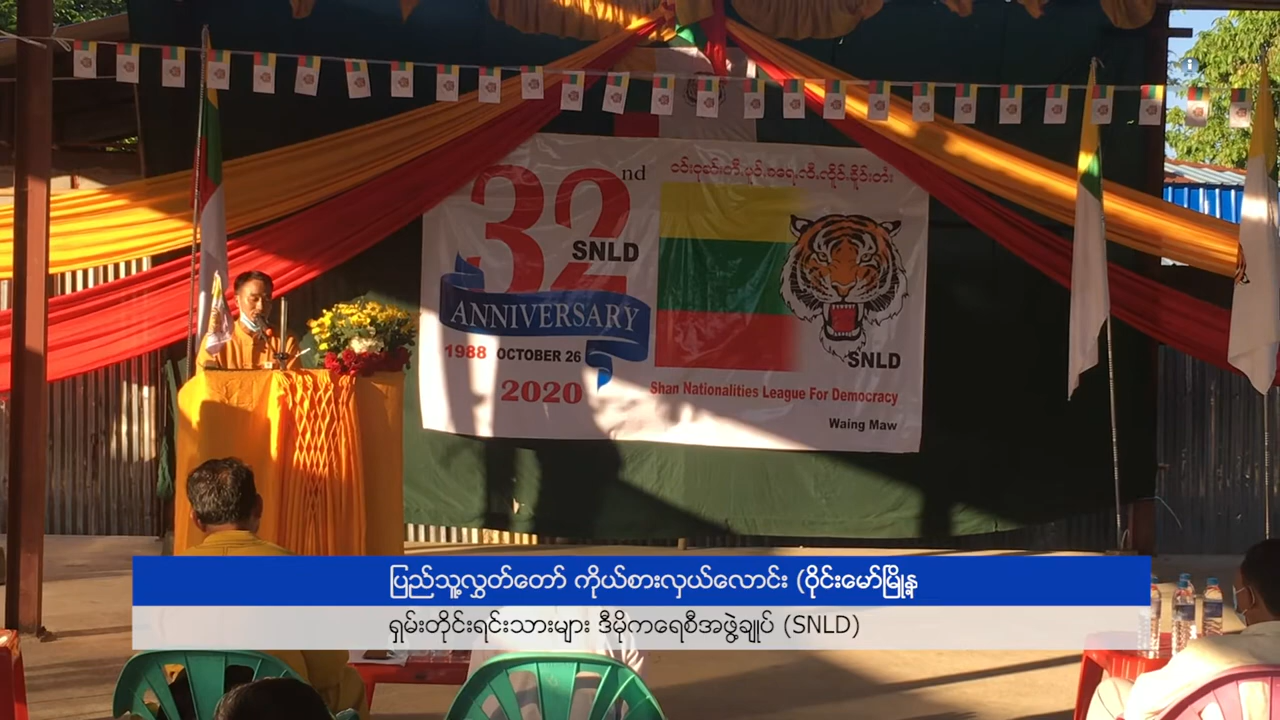 32nd
SNLD
ANNIVERSARY
1988 OCTOBER 26
2020
SNLD
Shan Nationalities League For Democracy
Waing Maw
ပြည်သူ့လွှတ်တော် ကိုယ်စားလှယ်လောင်း (ဝိုင်းမော်မြို့န
ရှမ်းတိုင်းရင်းသားများ ဒီမိုကရေစီအဖွဲ့ချုပ် (SNLD)